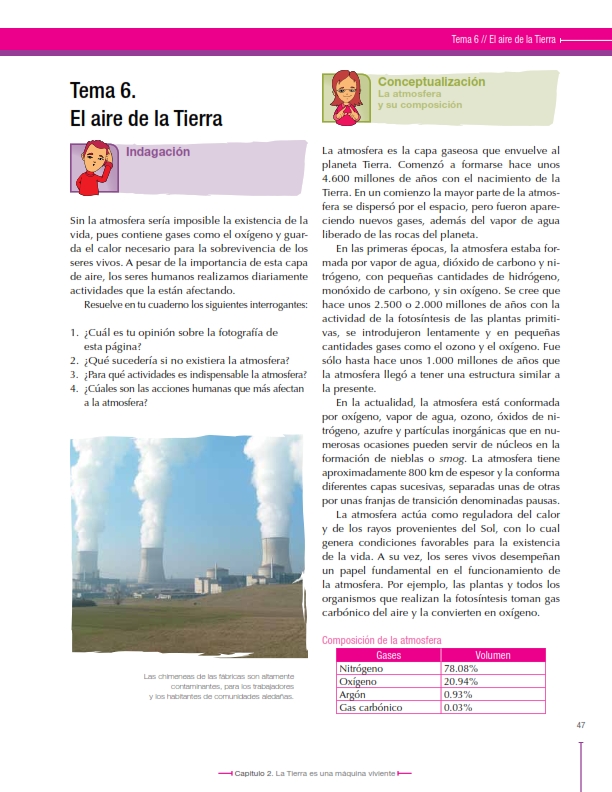 Tema 6 // El aire de la Tierra
Tema 6.
El aire de la Tierra
Indagación
Sin la atmosfera sería imposible la existencia de la
vida, pues contiene gases como el oxígeno y guar-
da el calor necesario para la sobrevivencia de los
seres vivos. A pesar de la importancia de esta capa
de aire, los seres humanos realizamos diariamente
actividades que la están afectando.
Resuelve en tu cuaderno los siguientes interrogantes:
1. ¿Cuál es tu opinión sobre la fotografía de
esta página?
2. ¿Qué sucedería si no existiera la atmosfera?
3. ¿Para qué actividades es indispensable la atmosfera?
4. ¿Cúales son las acciones humanas que más afectan
a la atmosfera?
Las chimeneas de las fábricas son altamente
contaminantes, para los trabajadores
y los habitantes de comunidades aledañas.
Conceptualización
La atmosfera
y su composición
La atmosfera es la capa gaseosa que envuelve al
planeta Tierra. Comenzó a formarse hace unos
4.600 millones de años con el nacimiento de la
Tierra. En un comienzo la mayor parte de la atmos-
fera se dispersó por el espacio, pero fueron apare-
ciendo nuevos gases, además del vapor de agua
liberado de las rocas del planeta.
En las primeras épocas, la atmosfera estaba for-
mada por vapor de agua, dióxido de carbono y ni-
trógeno, con pequeñas cantidades de hidrógeno,
monóxido de carbono, y sin oxígeno. Se cree que
hace unos 2.500 o 2.000 millones de años con la
actividad de la fotosíntesis de las plantas primiti-
vas, se introdujeron lentamente y en pequeñas
cantidades gases como el ozono y el oxígeno. Fue
sólo hasta hace unos 1.000 millones de años que
la atmosfera llegó a tener una estructura similar a
la presente.
En la actualidad, la atmosfera está conformada
por oxígeno, vapor de agua, ozono, óxidos de ni-
trógeno, azufre y partículas inorgánicas que en nu-
merosas ocasiones pueden servir de núcleos en la
formación de nieblas o smog. La atmosfera tiene
aproximadamente 800 km de espesor y la conforma
diferentes capas sucesivas, separadas unas de otras
por unas franjas de transición denominadas pausas.
La atmosfera actúa como reguladora del calor
y de los rayos provenientes del Sol, con lo cual
genera condiciones favorables para la existencia
de la vida. A su vez, los seres vivos desempeñan
un papel fundamental en el funcionamiento de
la atmosfera. Por ejemplo, las plantas y todos los
organismos que realizan la fotosíntesis toman gas
carbónico del aire y la convierten en oxígeno.
Composición de la atmosfera
Gases Volumen
Nitrógeno 78.08%
Oxígeno 20.94%
Argón 0.93%
Gas carbónico 0.03%
47
Capítulo 2. La Tierra es una máquina viviente